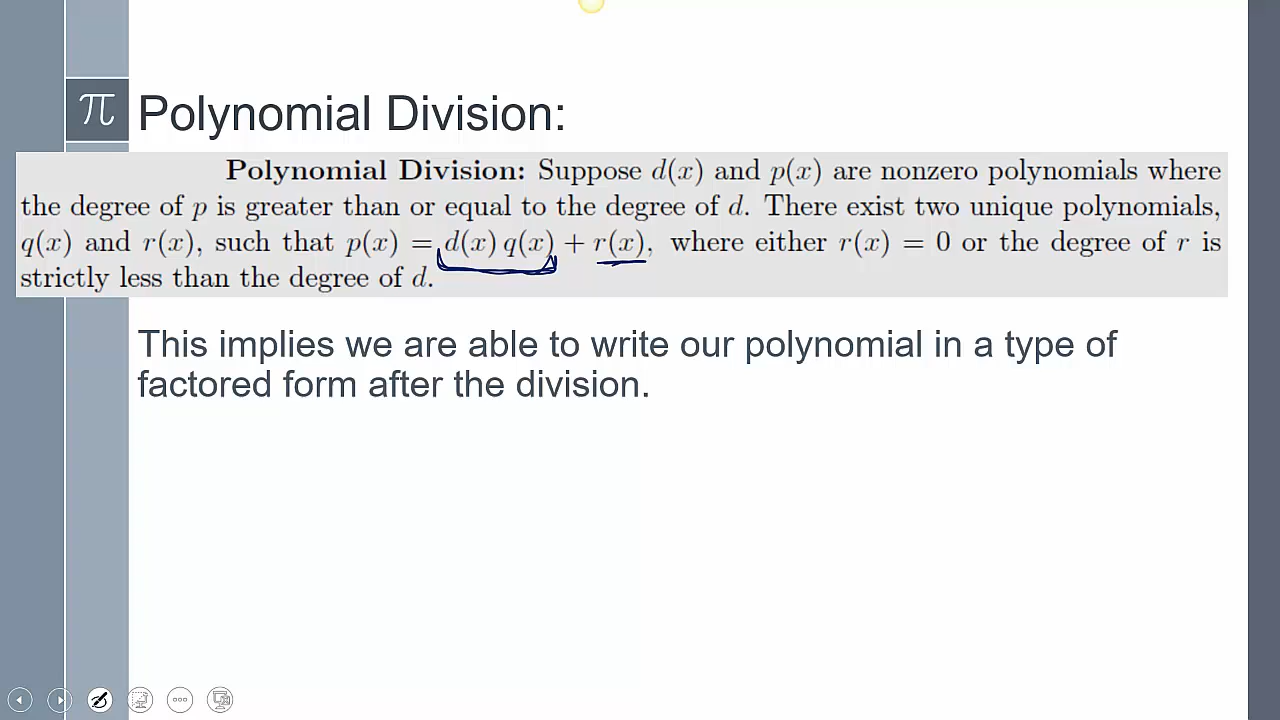 π
Polynomial Division:
Polynomial Division: Suppose d(x) and p(x) are nonzero polynomials where
the degree of p is greater than or equal to the degree of d. There exist two unique polynomials,
q(x) and r(x), such that p(x) = d(x) q(x) + r(x), where either r(x) = 0 or the degree of r is
strictly less than the degree of d.
This implies we are able to write our polynomial in a type of
factored form after the division.